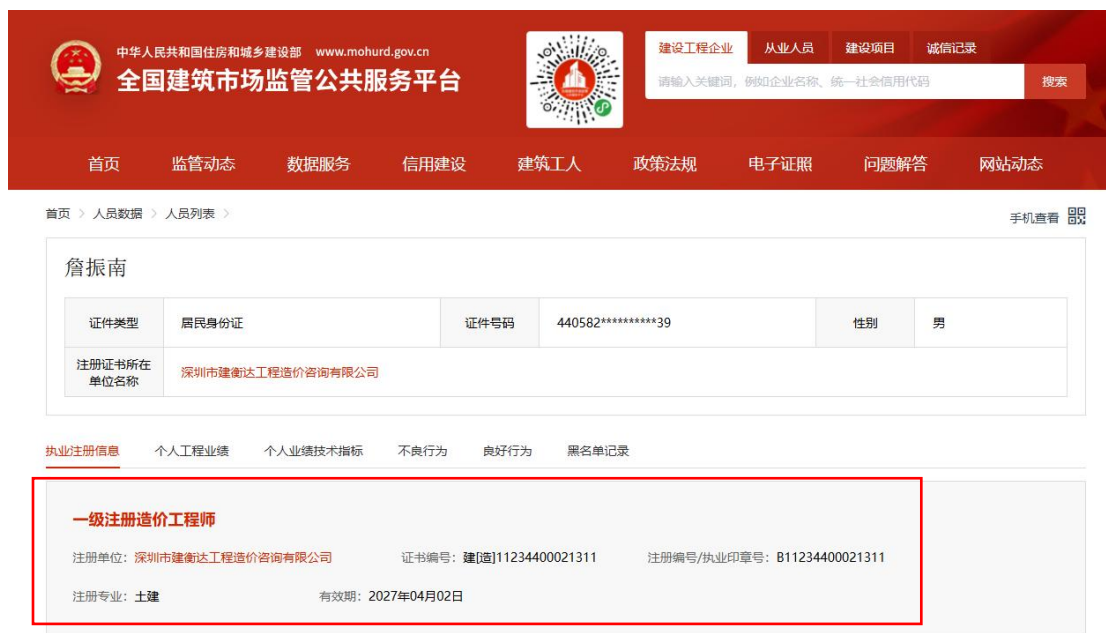 中华人民共和国住房和城乡建设部 www.mohurd.gov.cn
全国建筑市场监管公共服务平台
建设工程企业 从业人员 建设项目 诚信记录
请输入关键词，例如企业名称、统一社会信用代码 搜索
首页 监管动态 数据服务 信用建设 建筑工人 政策法规 电子证照 问题解答 网站动态
首页 > 人员数据 > 人员列表 >
手机查看
詹振南
证件类型 居民身份证 证件号码 440582**********39 性别 男
注册证书所在
单位名称
深圳市建衡达工程造价咨询有限公司
执业注册信息 个人工程业绩 个人业绩技术指标 不良行为 良好行为 黑名单记录
一级注册造价工程师
注册单位：深圳市建衡达工程造价咨询有限公司 证书编号：建[造]11234400021311 注册编号/执业印章号：B11234400021311
注册专业：土建 有效期：2027年04月02日